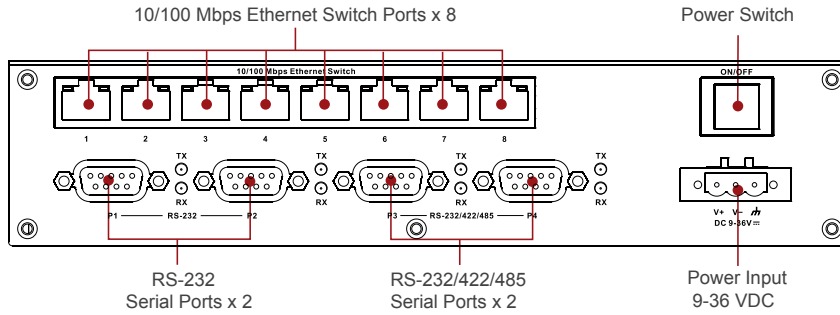 10/100 Mbps Ethernet Switch Ports x 8
Power Switch
10/100 Mbps Ethernet Switch
ON/OFF
1 2 3 4 5 6 7 8
TX TX TX TX
RX RX RX RX
P1 RS-232 P2 P3 RS-232/422/485 P4
V+ V-
DC 9-36V
RS-232
Serial Ports x 2
RS-232/422/485
Serial Ports x 2
Power Input
9-36 VDC